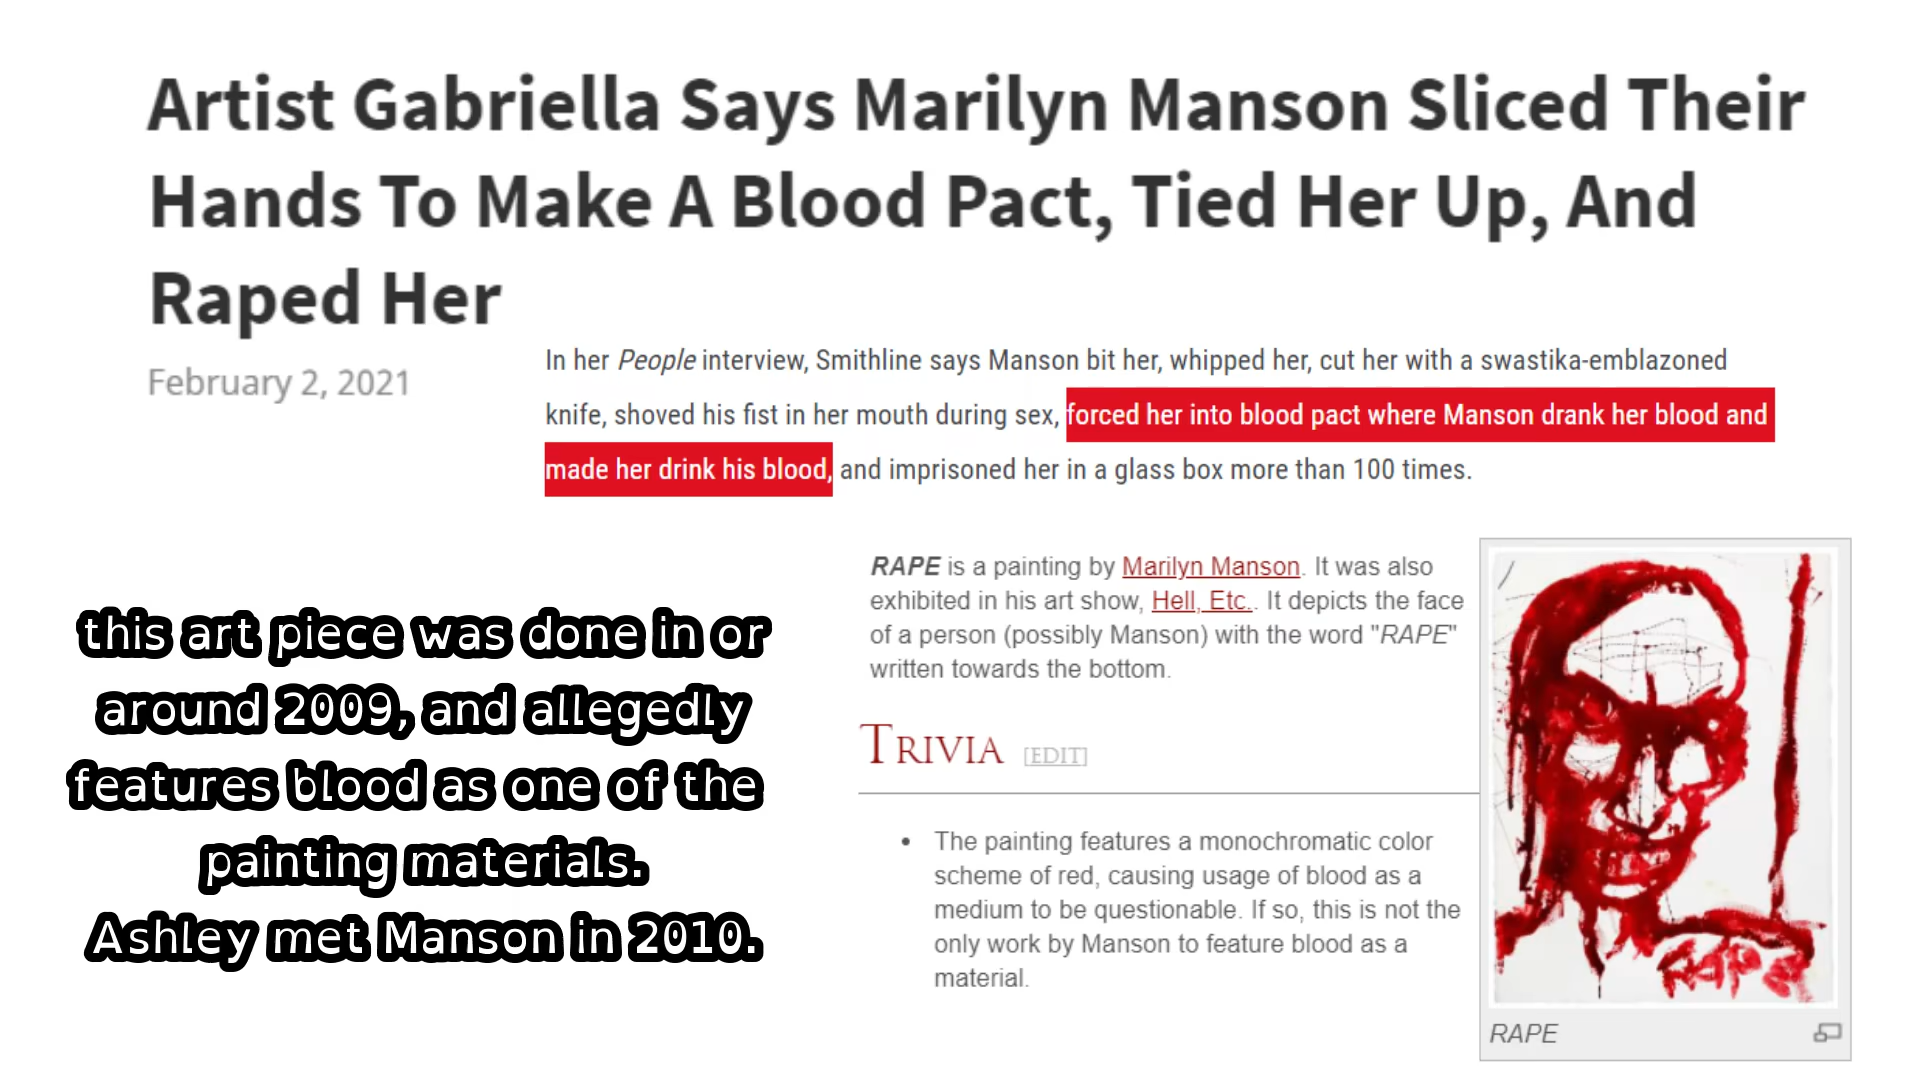 Artist Gabriella Says Marilyn Manson Sliced Their
Hands To Make A Blood Pact, Tied Her Up, And
Raped Her
February 2, 2021
In her People interview, Smithline says Manson bit her, whipped her, cut her with a swastika-emblazoned
knife, shoved his fist in her mouth during sex, forced her into blood pact where Manson drank her blood and
made her drink his blood, and imprisoned her in a glass box more than 100 times.
this art piece was done in or
around 2009, and allegedly
features blood as one of the
painting materials.
Ashley met Manson in 2010.
RAPE is a painting by Marilyn Manson. It was also
exhibited in his art show, Hell, Etc.. It depicts the face
of a person (possibly Manson) with the word "RAPE"
written towards the bottom.
TRIVIA [EDIT]
• The painting features a monochromatic color
scheme of red, causing usage of blood as a
medium to be questionable. If so, this is not the
only work by Manson to feature blood as a
material.
RAPE
RAPE